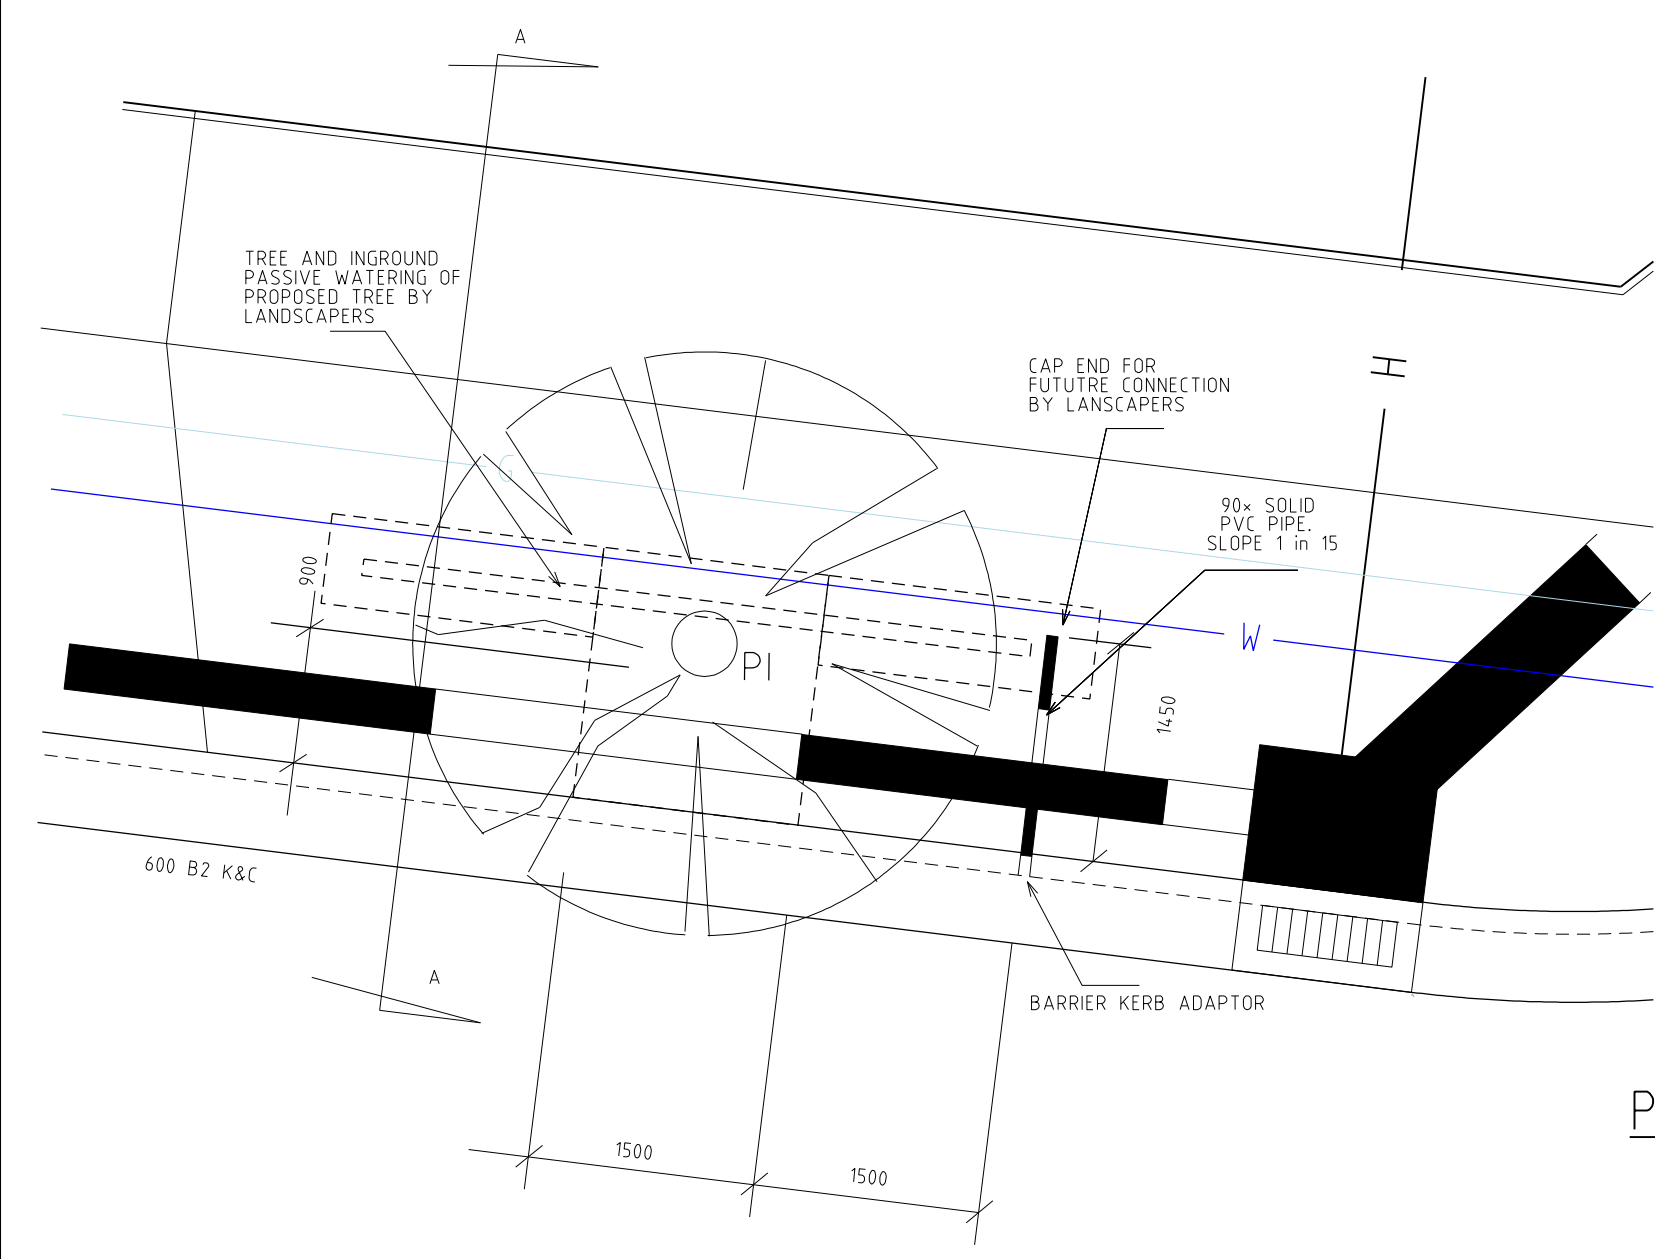 A
TREE AND INGROUND
PASSIVE WATERING OF
PROPOSED TREE BY
LANDSCAPERS
H
CAP END FOR
FUTUTRE CONNECTION
BY LANSCAPERS
G
90x SOLID
PVC PIPE.
SLOPE 1 in 15
900
W
PI
1450
600 B2 K&C
A
BARRIER KERB ADAPTOR
P
1500
1500